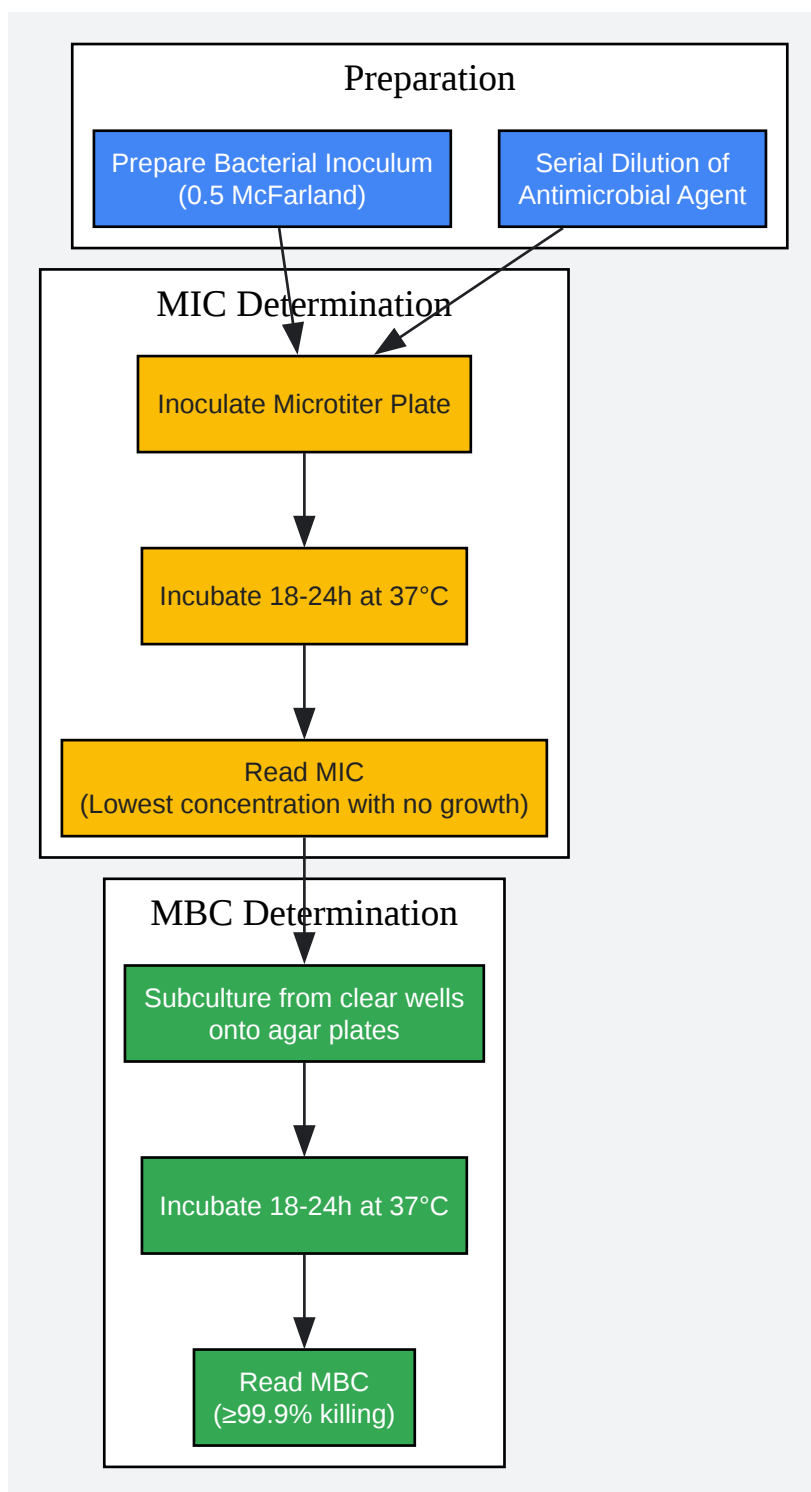 Preparation
Prepare Bacterial Inoculum
(0.5 McFarland)
Serial Dilution of
Antimicrobial Agent
MIC Determination
Inoculate Microtiter Plate
Incubate 18-24h at 37°C
Read MIC
(Lowest concentration with no growth)
MBC Determination
Subculture from clear wells
onto agar plates
Incubate 18-24h at 37°C
Read MBC
(≥99.9% killing)